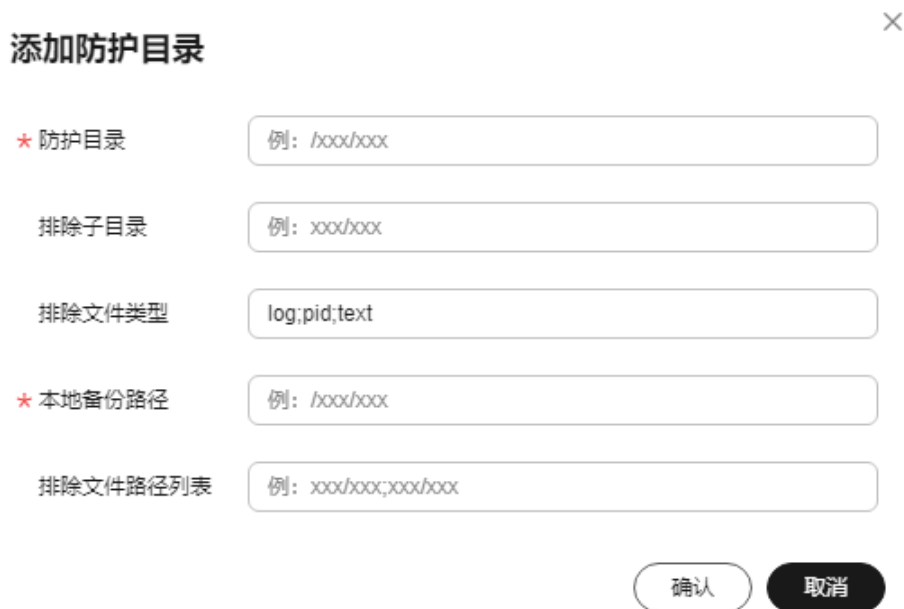 添加防护目录
* 防护目录 例：/xxx/xxx
排除子目录 例：xxx/xxx
排除文件类型 log;pid;text
* 本地备份路径 例：/xxx/xxx
排除文件路径列表 例：xxx/xxx;xxx/xxx
确认 取消